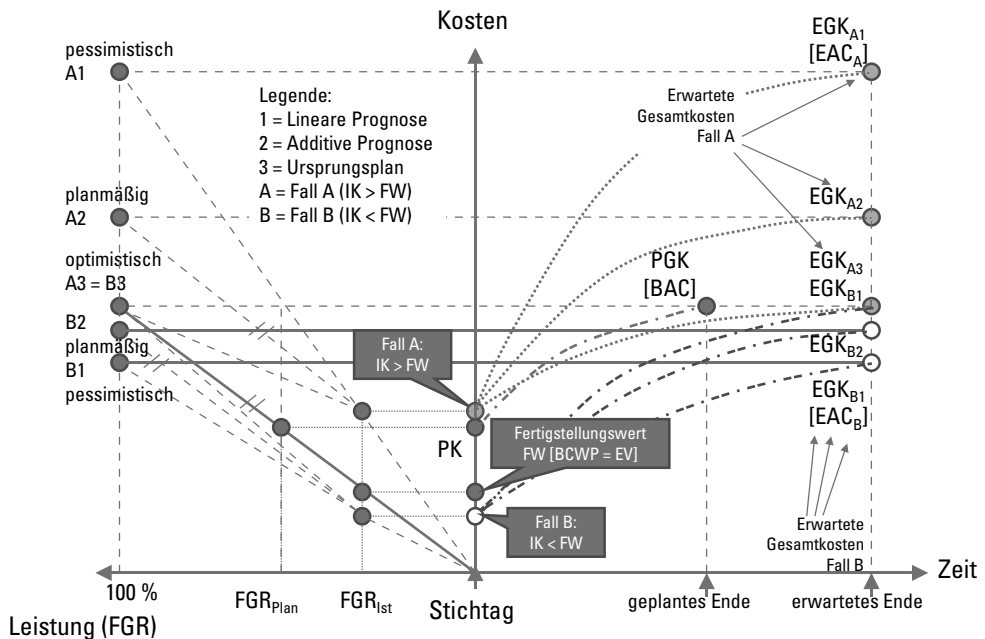 Kosten
pessimistisch
A1
Legende:
1 = Lineare Prognose
2 = Additive Prognose
3 = Ursprungsplan
A = Fall A (IK > FW)
B = Fall B (IK < FW)
Erwartete
Gesamtkosten
Fall A
EGK_A1
[EAC_A]
planmäßig
A2
EGK_A2
optimistisch
A3 = B3
PGK
[BAC]
EGK_A3
EGK_B1
B2
planmäßig
B1
pessimistisch
Fall A:
IK > FW
EGK_B2
EGK_B1
[EAC_B]
PK
Fertigstellungswert
FW [BCWP = EV]
Fall B:
IK < FW
Erwartete
Gesamtkosten
Fall B
Zeit
100 %
FGR_Plan
FGR_Ist
Stichtag
geplantes Ende
erwartetes Ende
Leistung (FGR)